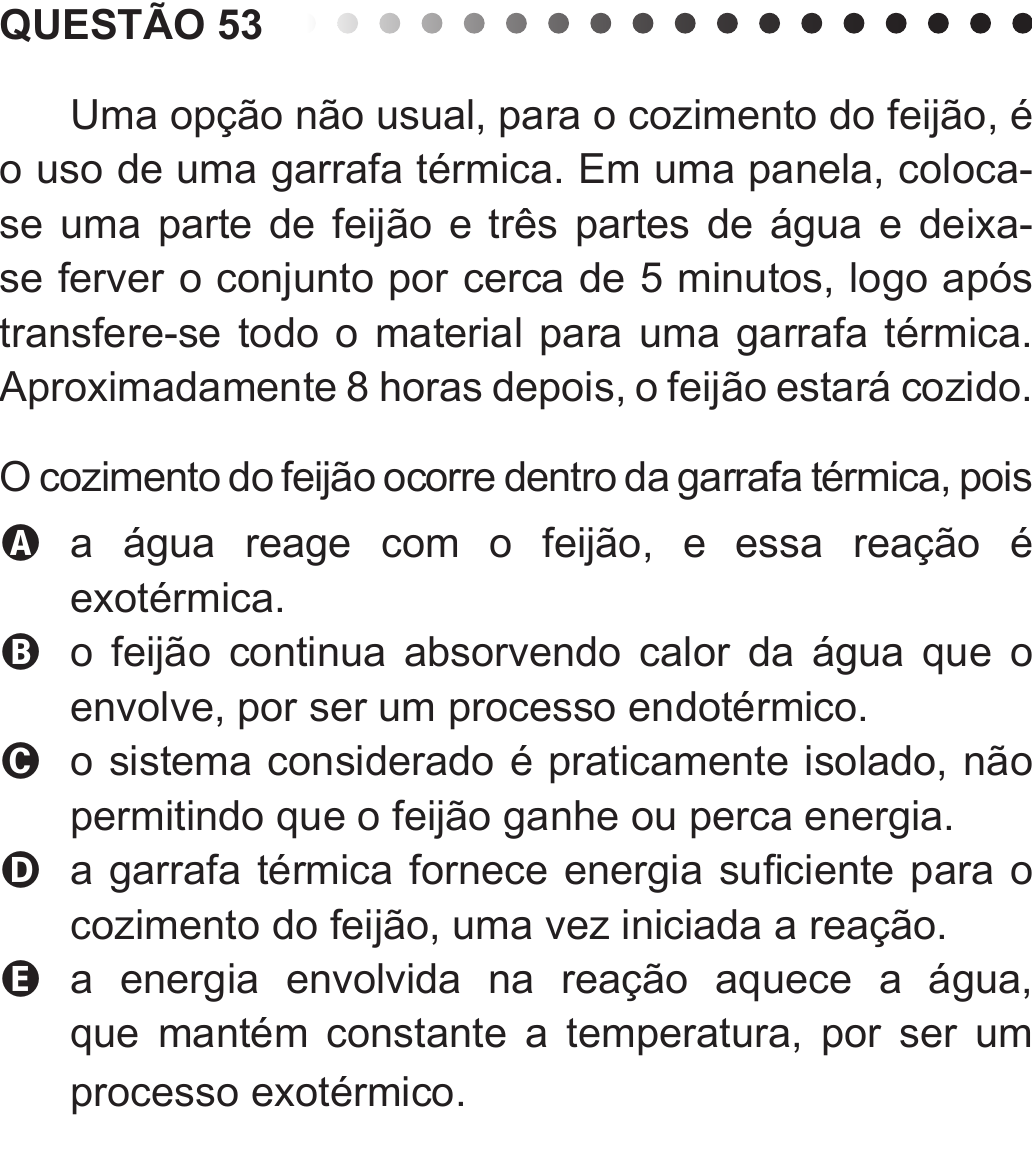 QUESTÃO 53
Uma opção não usual, para o cozimento do feijão, é
o uso de uma garrafa térmica. Em uma panela, coloca-
se uma parte de feijão e três partes de água e deixa-
se ferver o conjunto por cerca de 5 minutos, logo após
transfere-se todo o material para uma garrafa térmica.
Aproximadamente 8 horas depois, o feijão estará cozido.
O cozimento do feijão ocorre dentro da garrafa térmica, pois
A a água reage com o feijão, e essa reação é
exotérmica.
B o feijão continua absorvendo calor da água que o
envolve, por ser um processo endotérmico.
C o sistema considerado é praticamente isolado, não
permitindo que o feijão ganhe ou perca energia.
D a garrafa térmica fornece energia suficiente para o
cozimento do feijão, uma vez iniciada a reação.
E a energia envolvida na reação aquece a água,
que mantém constante a temperatura, por ser um
processo exotérmico.